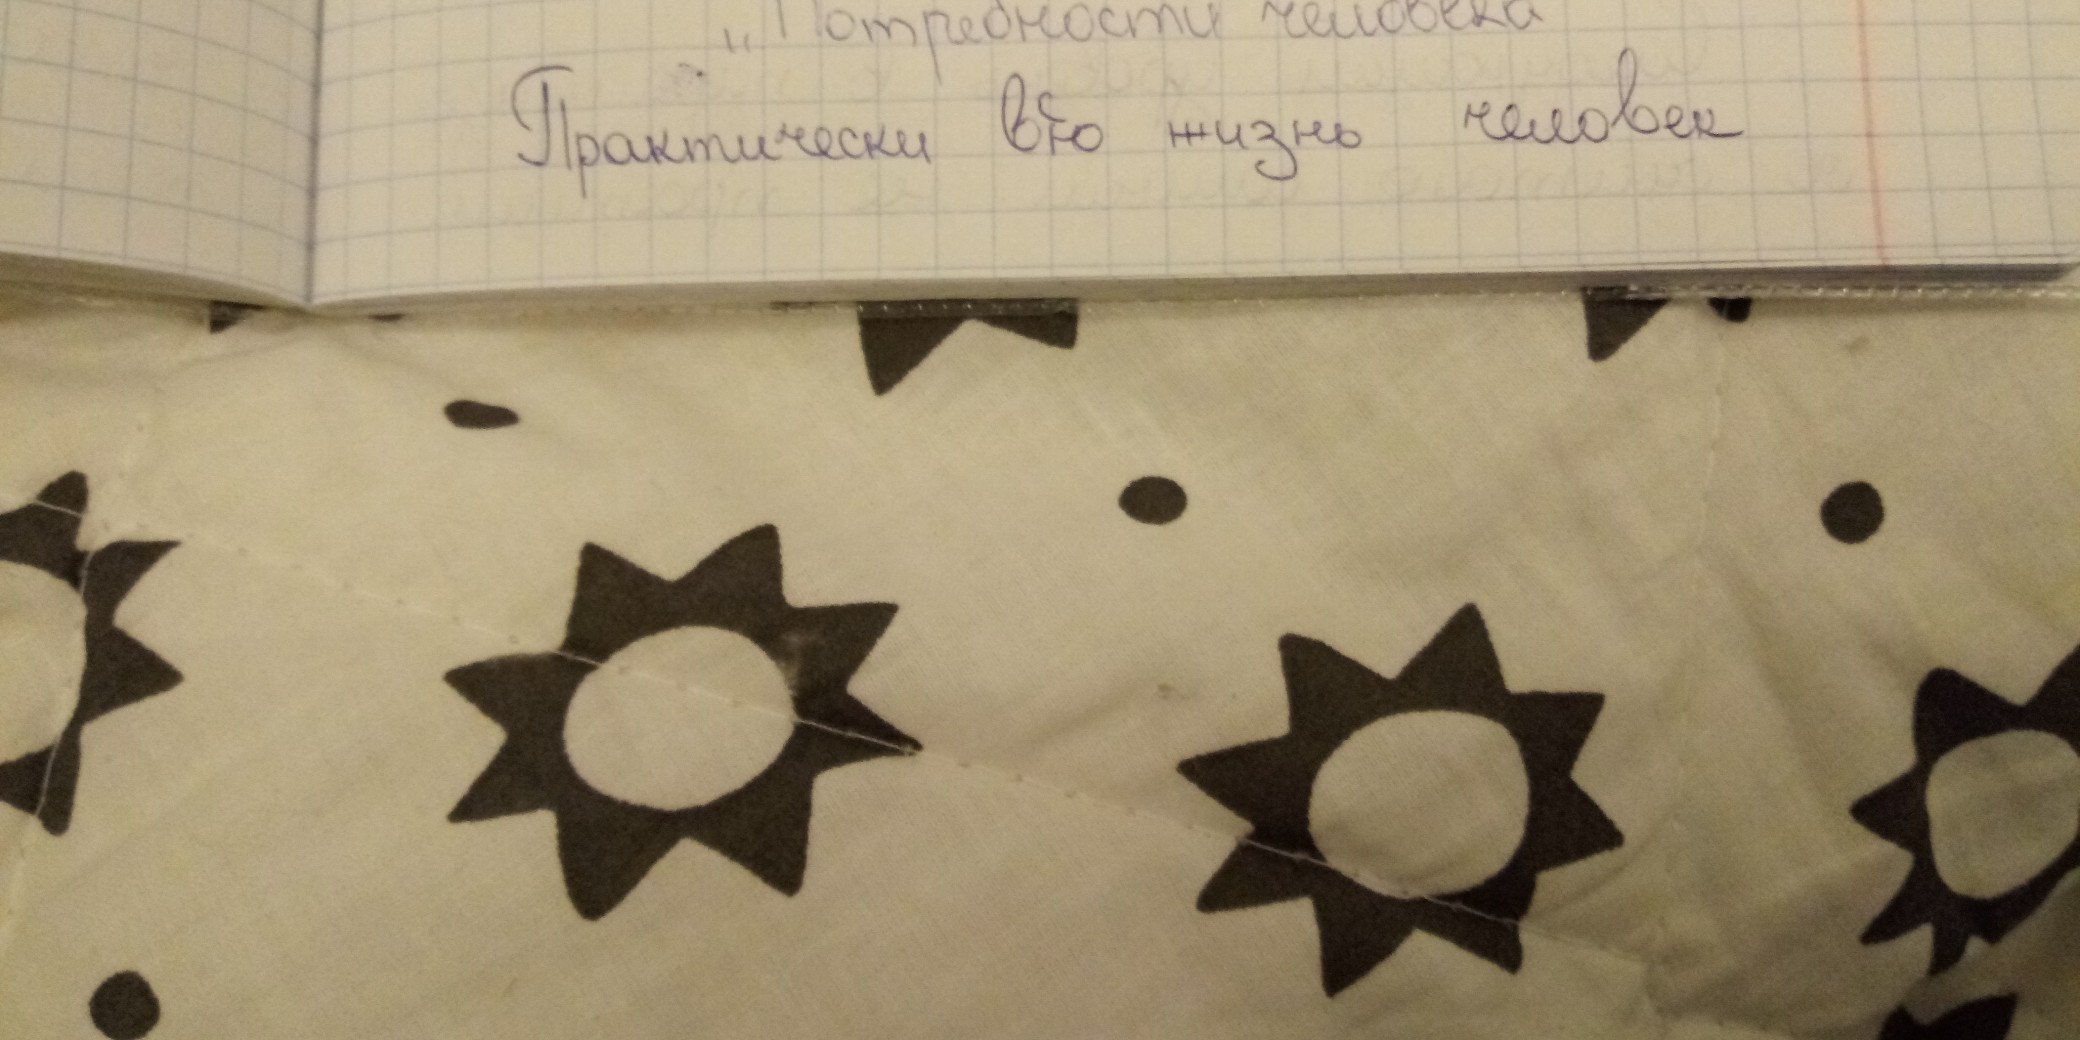 „Потребности человека
Практически всю жизнь человек